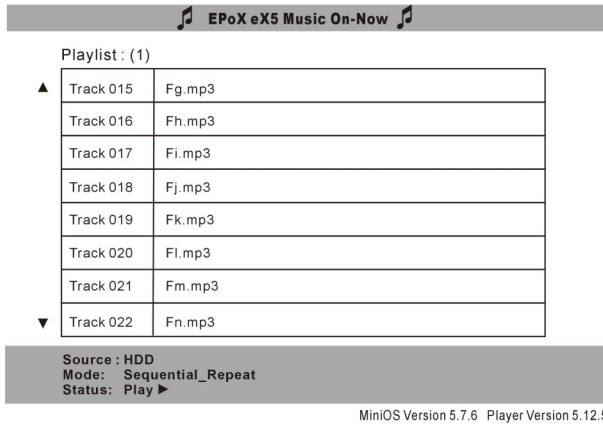 EPoX eX5 Music On-Now
Playlist : (1)
Track 015 Fg.mp3
Track 016 Fh.mp3
Track 017 Fi.mp3
Track 018 Fj.mp3
Track 019 Fk.mp3
Track 020 Fl.mp3
Track 021 Fm.mp3
Track 022 Fn.mp3
Source : HDD
Mode: Sequential_Repeat
Status: Play ►
MiniOS Version 5.7.6 Player Version 5.12.5